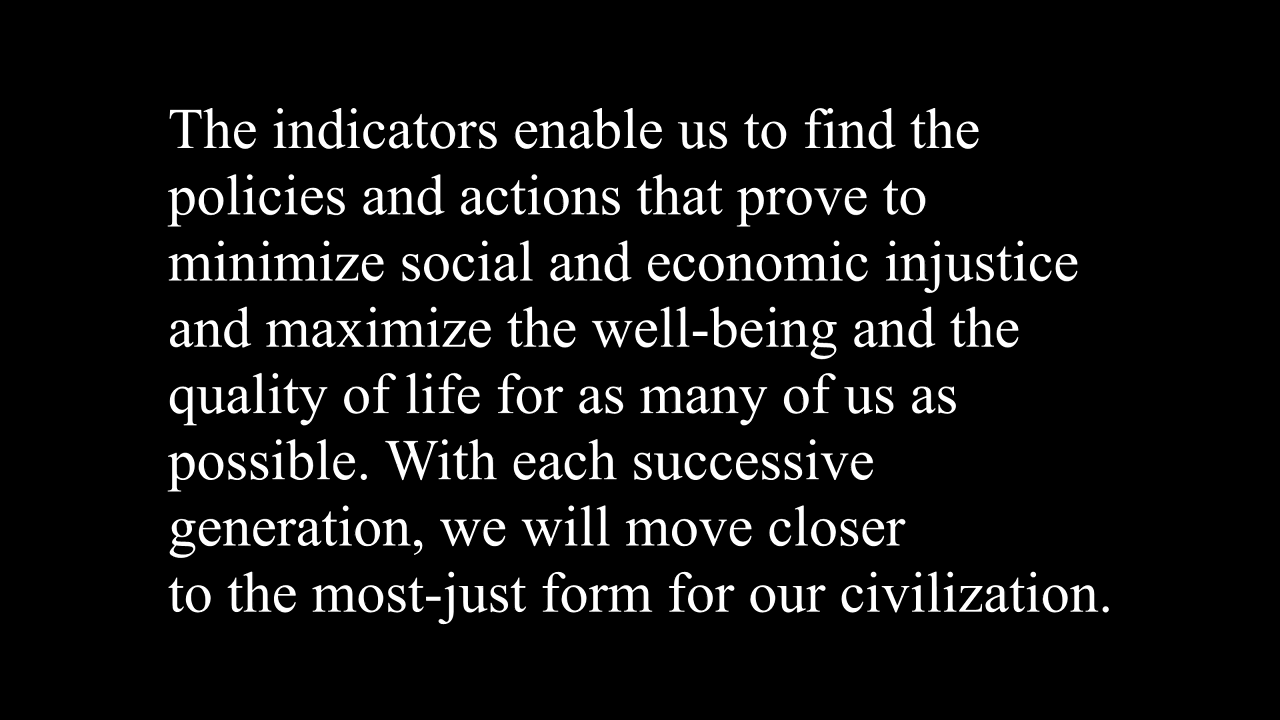 The indicators enable us to find the
policies and actions that prove to
minimize social and economic injustice
and maximize the well-being and the
quality of life for as many of us as
possible. With each successive
generation, we will move closer
to the most-just form for our civilization.